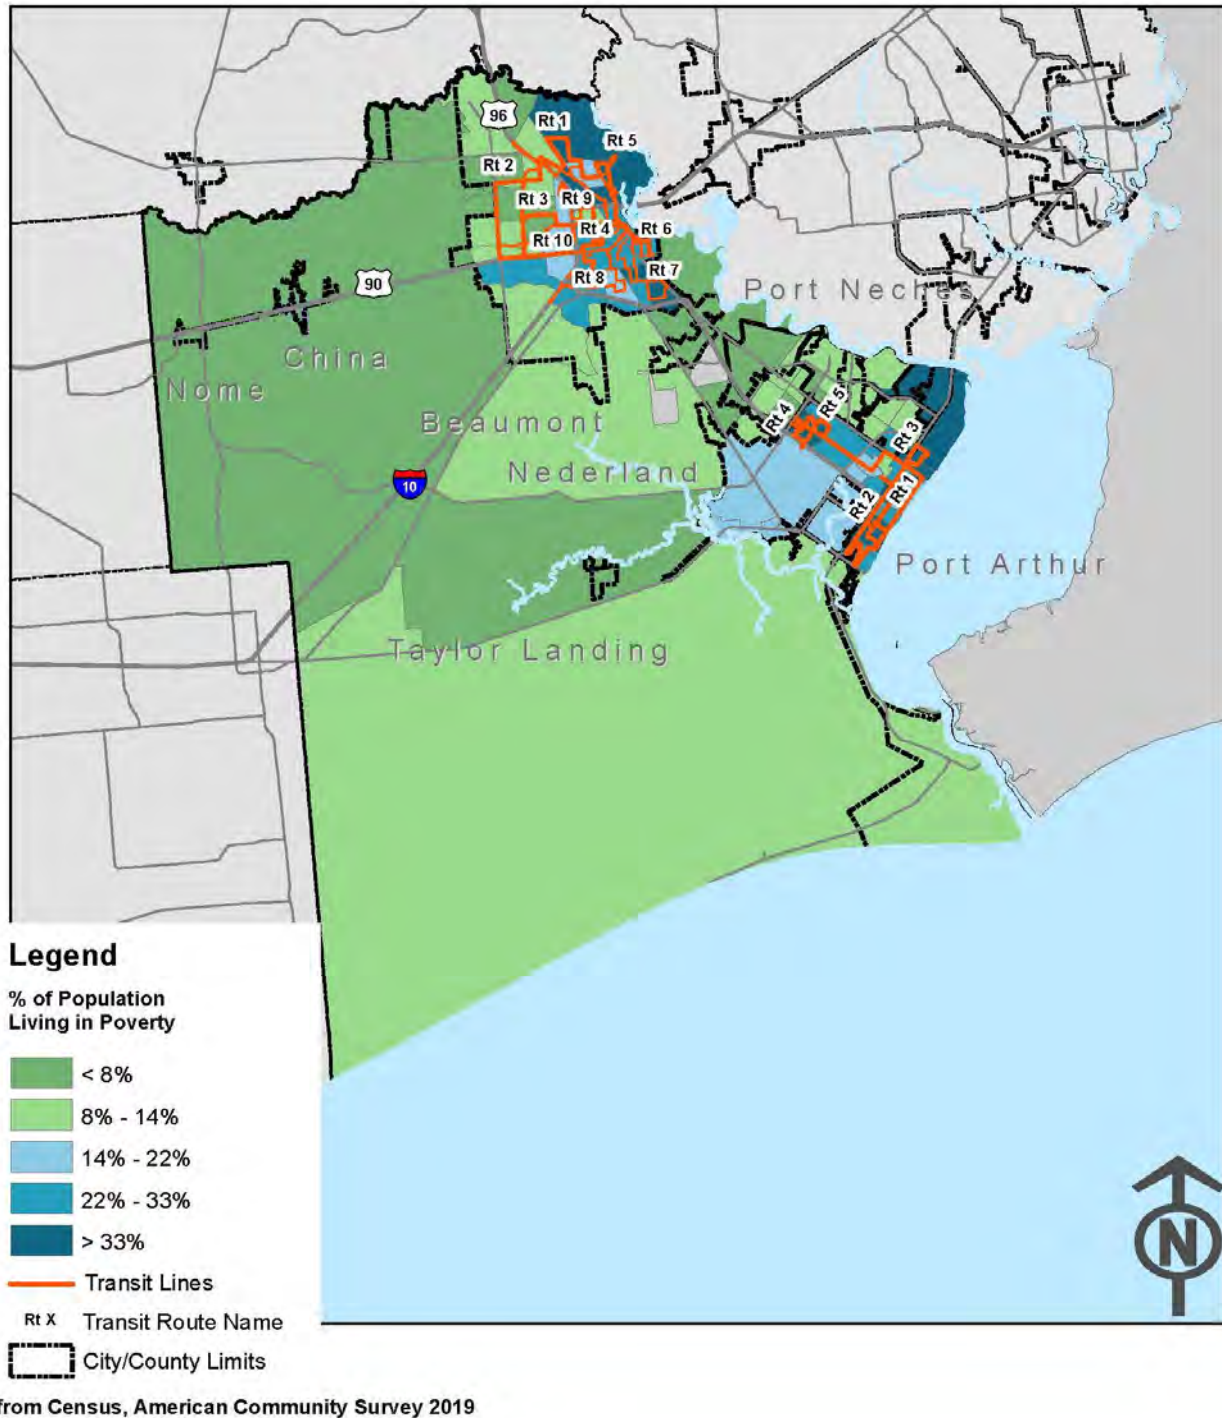 96
Rt 1
Rt 5
Rt 2
Rt 3
Rt 9
Rt 4
Rt 6
Rt 10
Rt 8
Rt 7
90
Port Neches
China
Nome
Beaumont
Rt 4
Rt 5
Rt 3
Nederland
10
Rt 2
Rt 1
Port Arthur
Taylor Landing
Legend
% of Population
Living in Poverty
< 8%
8% - 14%
14% - 22%
22% - 33%
> 33%
Transit Lines
Rt X Transit Route Name
City/County Limits
N
from Census, American Community Survey 2019